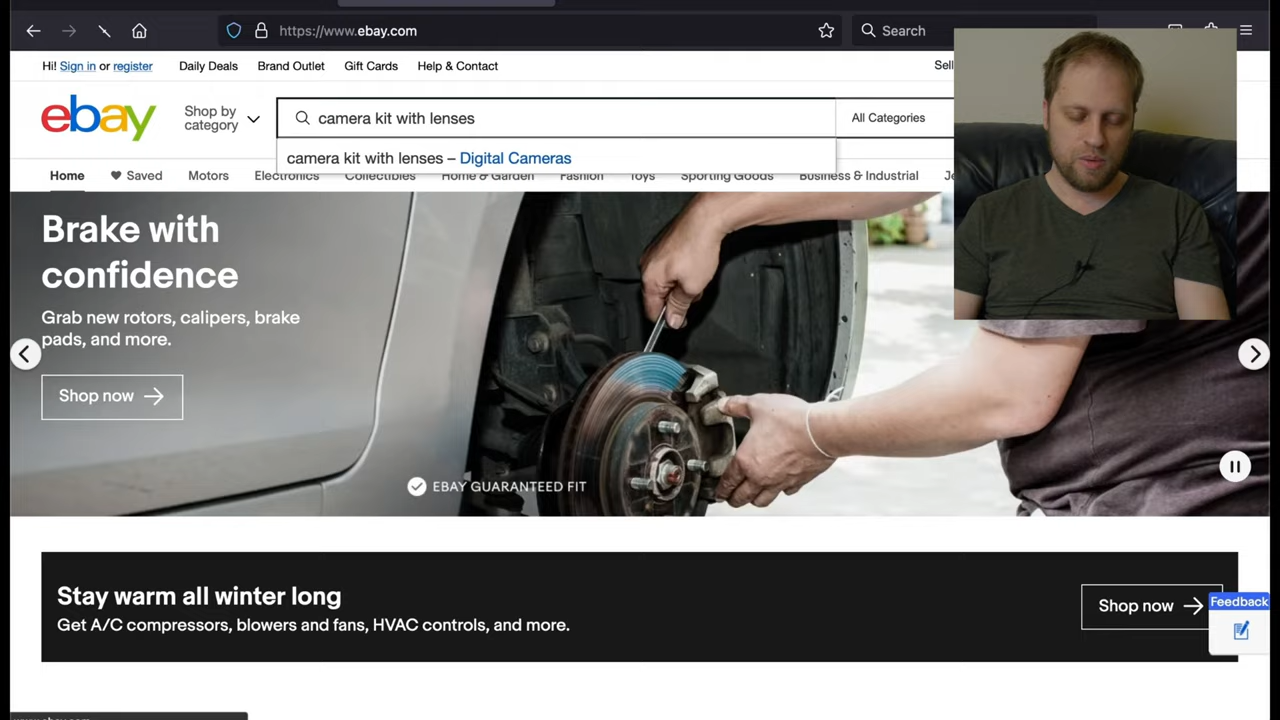 https://www.ebay.com
Search
Hi! Sign in or register
Daily Deals
Brand Outlet
Gift Cards
Help & Contact
Sell
ebay
Shop by
category
camera kit with lenses
All Categories
camera kit with lenses – Digital Cameras
Home
Saved
Motors
Electronics
Collectibles
Home & Garden
Fashion
Toys
Sporting Goods
Business & Industrial
Brake with
confidence
Grab new rotors, calipers, brake
pads, and more.
Shop now
EBAY GUARANTEED FIT
Stay warm all winter long
Get A/C compressors, blowers and fans, HVAC controls, and more.
Shop now
Feedback